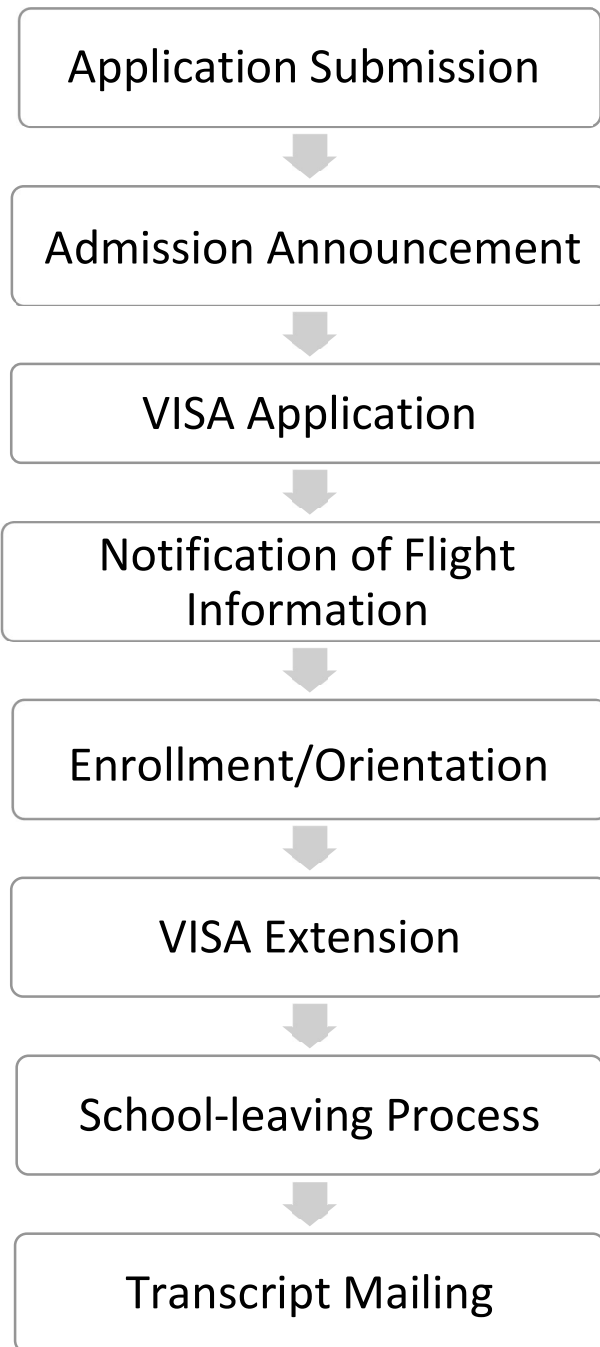 Application Submission
Admission Announcement
VISA Application
Notification of Flight
Information
Enrollment/Orientation
VISA Extension
School-leaving Process
Transcript Mailing